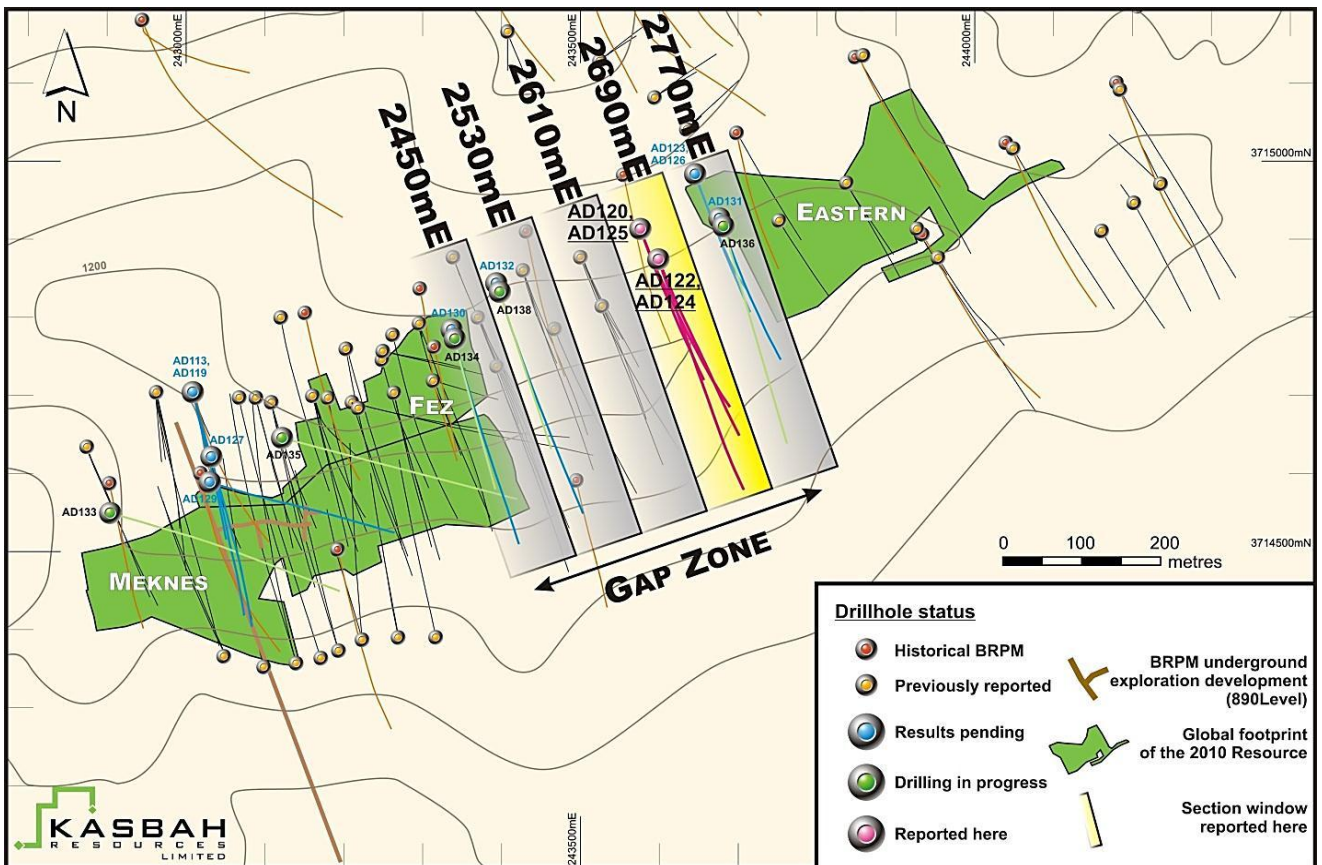 243000mE
243500mE
244000mE
N
2450mE
2530mE
2610mE
2690mE
2770mE
AD123,
AD126
3715000mN
AD131
AD136
EASTERN
AD120,
AD125
AD122,
AD124
AD132
AD138
1200
AD130
AD134
AD113,
AD119
FEZ
AD127
AD135
AD129
AD133
MEKNES
GAP ZONE
0 100 200
metres
3714500mN
Drillhole status
Historical BRPM
Previously reported
Results pending
Drilling in progress
Reported here
BRPM underground
exploration development
(890Level)
Global footprint
of the 2010 Resource
Section window
reported here
KASBAH
RESOURCES
LIMITED
243000mE
243500mE